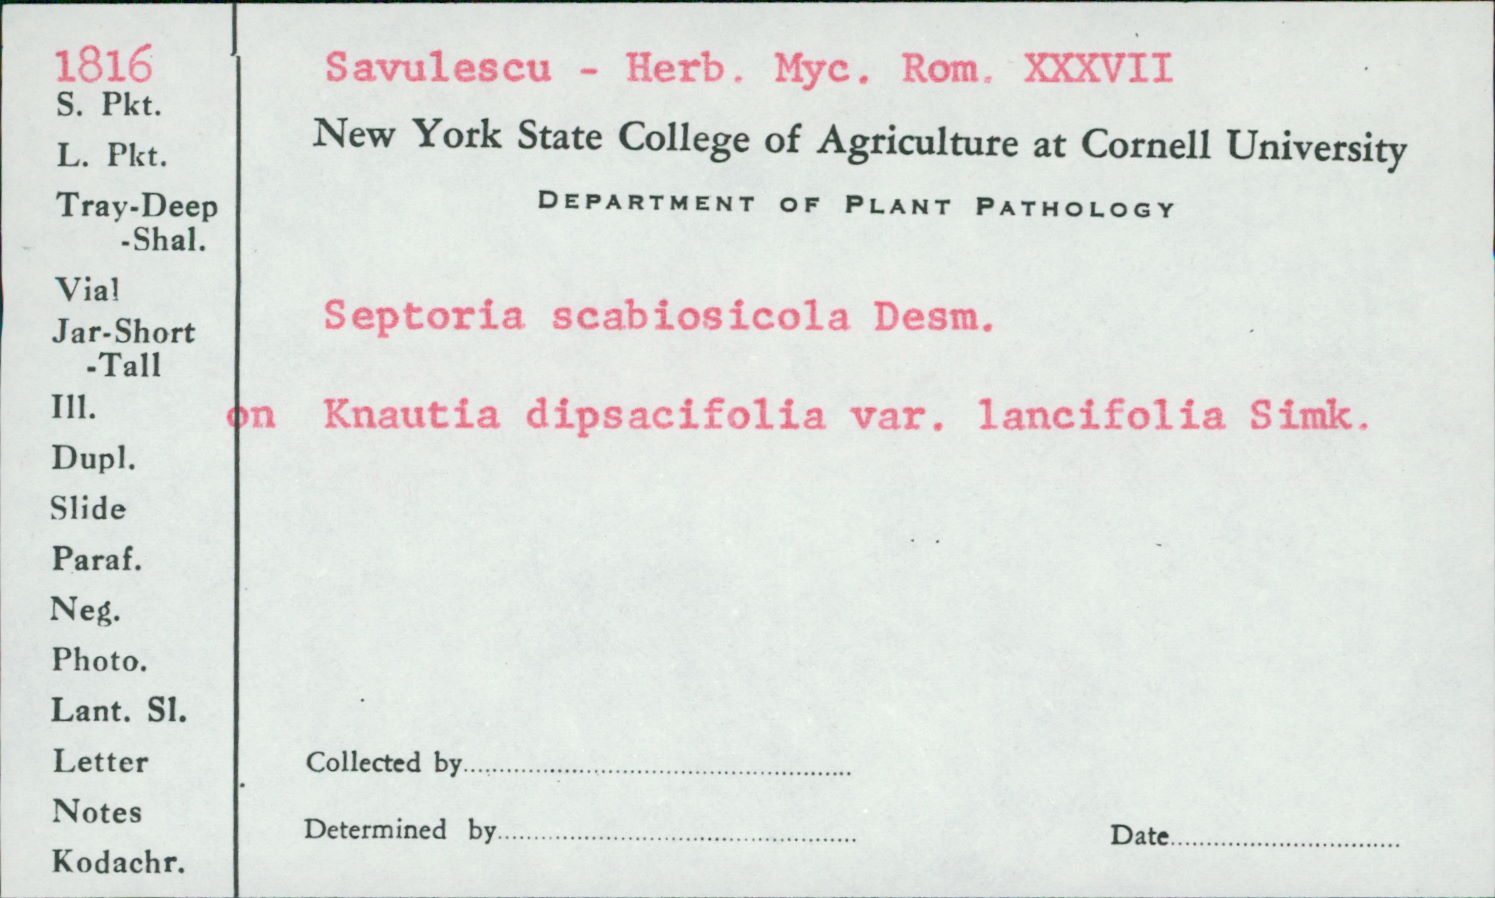 1816
S. Pkt.
L. Pkt.
Tray-Deep
-Shal.
Vial
Jar-Short
-Tall
Ill.
Dupl.
Slide
Paraf.
Neg.
Photo.
Lant. Sl.
Letter
Notes
Kodachr.
Savulescu - Herb. Myc. Rom. XXXVII
New York State College of Agriculture at Cornell University
DEPARTMENT OF PLANT PATHOLOGY
Septoria scabiosicola Desm.
on Knautia dipsacifolia var. lancifolia Simk.
Collected by
Determined by
Date